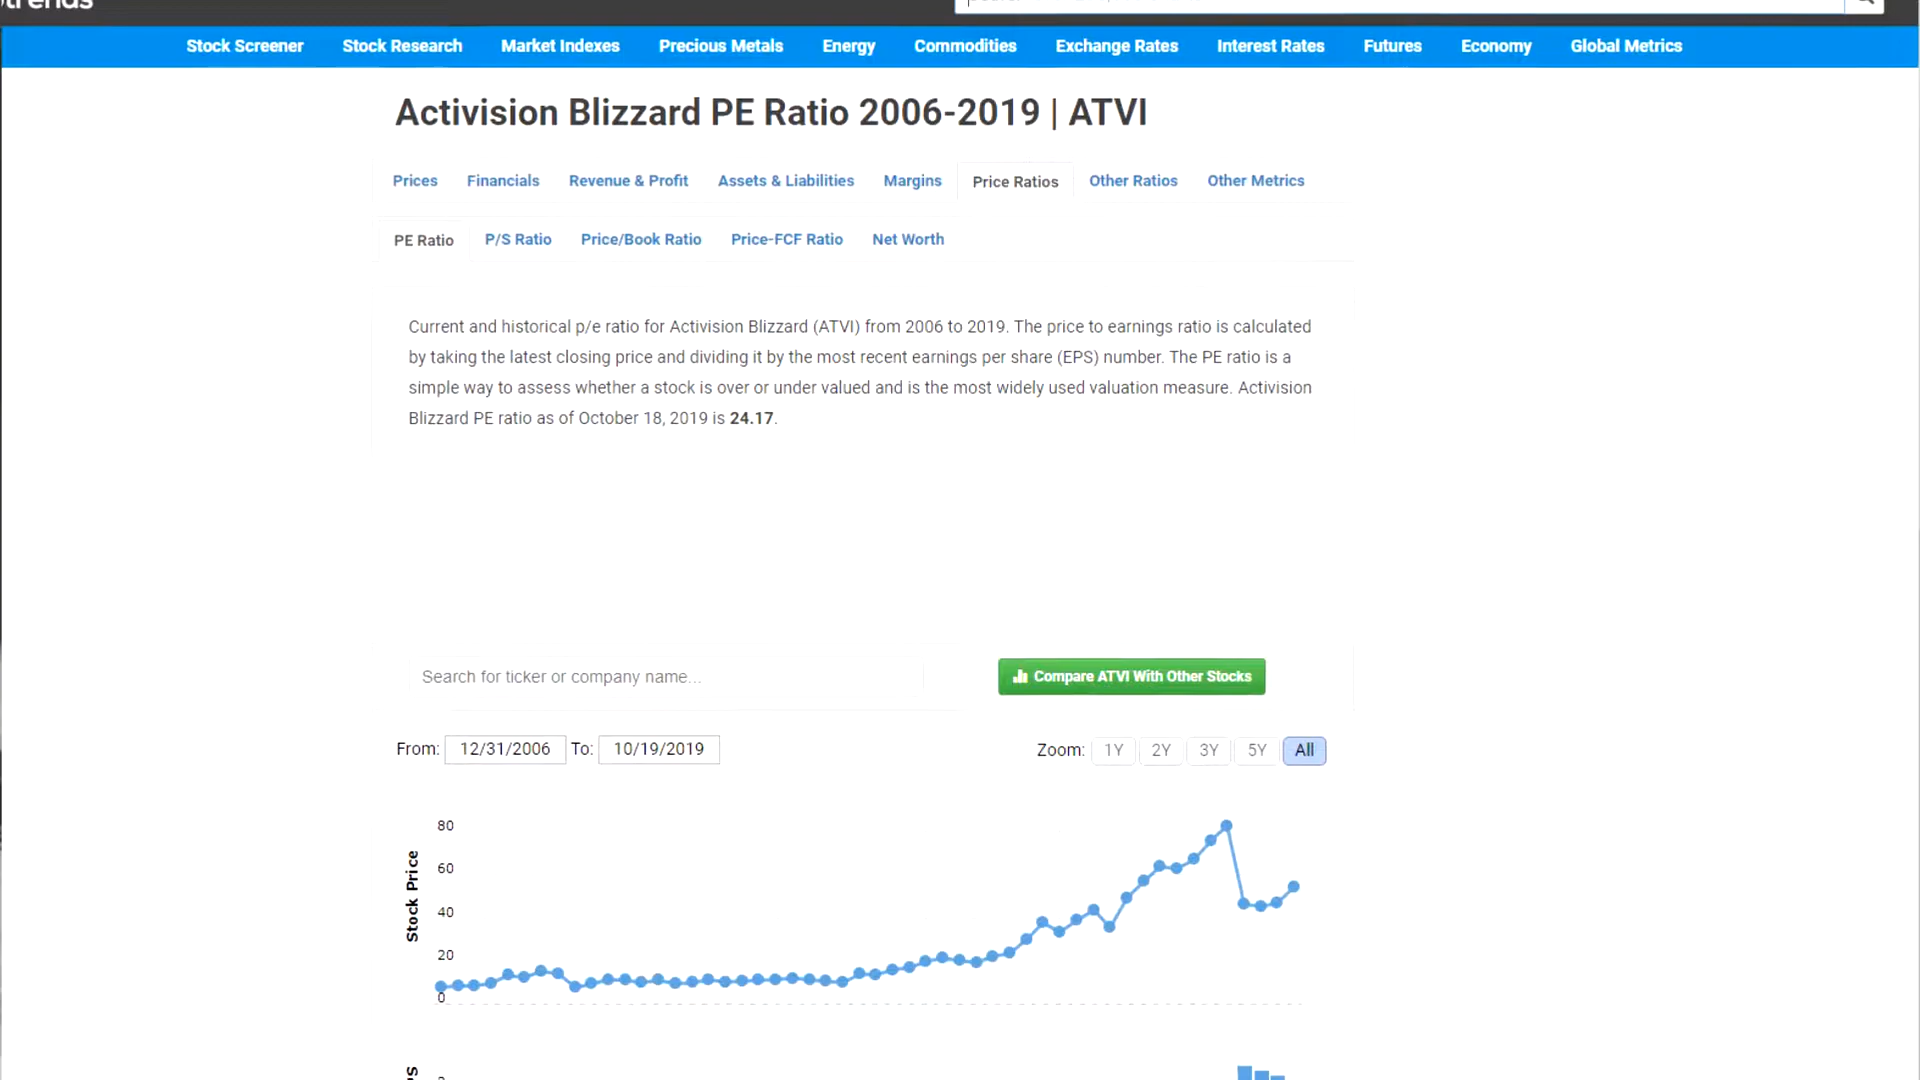 trends
Stock Screener Stock Research Market Indexes Precious Metals Energy Commodities Exchange Rates Interest Rates Futures Economy Global Metrics
Activision Blizzard PE Ratio 2006-2019 | ATVI
Prices Financials Revenue & Profit Assets & Liabilities Margins Price Ratios Other Ratios Other Metrics
PE Ratio P/S Ratio Price/Book Ratio Price-FCF Ratio Net Worth
Current and historical p/e ratio for Activision Blizzard (ATVI) from 2006 to 2019. The price to earnings ratio is calculated
by taking the latest closing price and dividing it by the most recent earnings per share (EPS) number. The PE ratio is a
simple way to assess whether a stock is over or under valued and is the most widely used valuation measure. Activision
Blizzard PE ratio as of October 18, 2019 is 24.17.
Search for ticker or company name... Compare ATVI With Other Stocks
From: 12/31/2006 To: 10/19/2019 Zoom: 1Y 2Y 3Y 5Y All
Stock Price
80
60
40
20
0